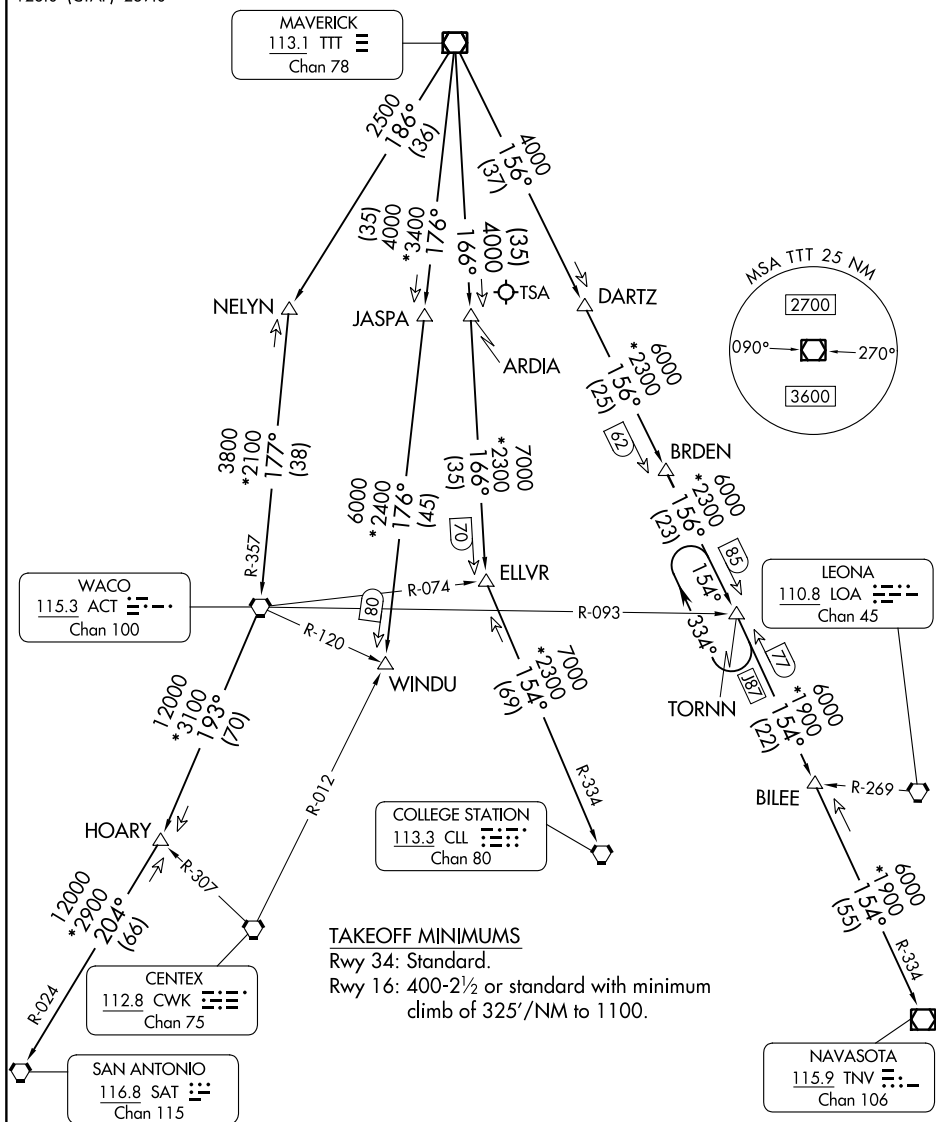 MAVERICK
113.1 TTT
Chan 78
2500
186°
(36)
(35)
4000
*3400
176°
(35)
4000
166°
4000
156°
(37)
TSA
NELYN
JASPA
ARDIA
DARTZ
MSA TTT 25 NM
2700
090°
270°
3600
6000
*2300
156°
(25)
62
BRDEN
3800
*2100
177°
(38)
6000
*2400
176°
(45)
7000
*2300
166°
(35)
70
6000
*2300
156°
(23)
85
R-357
WACO
115.3 ACT
Chan 100
R-074
ELLVR
R-093
R-120
80
WINDU
154°
334°
J87
77
TORNN
LEONA
110.8 LOA
Chan 45
12000
*3100
193°
(70)
7000
*2300
154°
(69)
6000
*1900
154°
(22)
R-012
R-334
BILEE
R-269
HOARY
COLLEGE STATION
113.3 CLL
Chan 80
R-307
12000
*2900
204°
(66)
6000
*1900
154°
(55)
R-334
R-024
CENTEX
112.8 CWK
Chan 75
TAKEOFF MINIMUMS
Rwy 34: Standard.
Rwy 16: 400-2½ or standard with minimum
climb of 325'/NM to 1100.
SAN ANTONIO
116.8 SAT
Chan 115
NAVASOTA
115.9 TNV
Chan 106